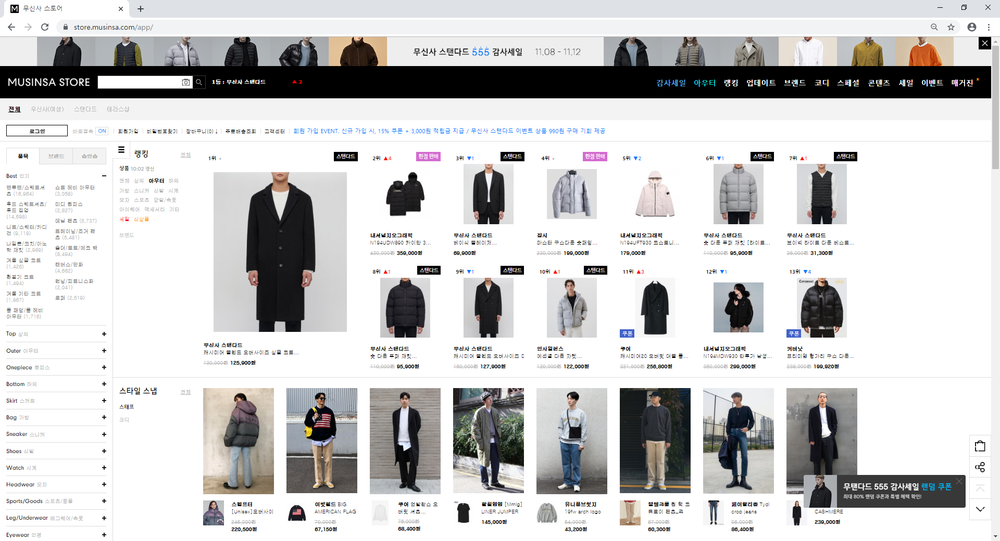 무신사 스토어
store.musinsa.com/app/
무신사 스탠다드 555 감사세일 11.08 - 11.12
MUSINSA STORE
1등 : 무신사 스탠다드 ▲ 2
감사세일 아우터 랭킹 업데이트 브랜드 코디 스페셜 콘텐츠 세일 이벤트 매거진 *
전체 우신사(여성) 스탠다드 테라스샵
로그인 바로접속 ON 회원가입 비밀번호찾기 장바구니(0)↓ 주문배송조회 고객센터 회원 가입 EVENT. 신규 가입 시, 15% 쿠폰 + 3,000원 적립금 지급 / 무신사 스탠다드 이벤트 상품 990원 구매 기회 제공
품목 브랜드 숍인숍
Best 인기
맨투맨/스웨트셔츠 (16,964)
후드 스웨트셔츠/후드 집업 (14,698)
니트/스웨터/카디건 (9,119)
나일론/코치/아노락 재킷 (2,989)
겨울 싱글 코트 (1,426)
환절기 코트 (1,494)
겨울 기타 코트 (1,967)
롱 패딩/롱 헤비 아우터 (1,716)
쇼트 헤비 아우터 (3,058)
미디 원피스 (2,827)
데님 팬츠 (5,737)
트레이닝/조거 팬츠 (5,481)
숄더/토트/에코 백 (8,494)
캔버스/단화 (4,662)
런닝/피트니스화 (2,041)
로퍼 (2,519)
Top 상의
Outer 아우터
Onepiece 원피스
Bottom 하의
Skirt 스커트
Bag 가방
Sneaker 스니커
Shoes 신발
Watch 시계
Headwear 모자
Sports/Goods 스포츠/용품
Leg/Underwear 레그웨어/속옷
Eyewear 안경
랭킹 전체
상품 10:02 갱신
전체 상의 아우터 하의
가방 스니커 신발 시계
모자 스포츠 양말/속옷
아이웨어 액세서리 기타
세일 신상품
브랜드
1위 - 스탠다드
무신사 스탠다드
캐시미어 블렌드 오버사이즈 싱글 코트...
139,900원 125,900원
2위 ▲4 한정 판매
내셔널지오그래픽
N194UDW890 카이만 3...
439,000원 359,000원
3위 ▼1 스탠다드
무신사 스탠다드
베이식 블레이저...
69,900원
4위 - 한정 판매
집시
마스터 구스다운 숏패딩...
339,000원 199,000원
5위 ▼2
내셔널지오그래픽
N194UFT930 코스토니...
179,000원
6위 ▼1 스탠다드
무신사 스탠다드
숏 다운 푸퍼 재킷 [라이트...
119,000원 95,900원
7위 ▲1 스탠다드
무신사 스탠다드
브이넥 라이트 다운 베스트...
36,900원 31,300원
8위 ▲1 스탠다드
무신사 스탠다드
숏 다운 푸퍼 재킷...
119,000원 95,900원
9위 ▼1 스탠다드
무신사 스탠다드
캐시미어 블렌드 오버사이즈 더
159,900원 127,900원
10위 ▲1 스탠다드
인사일런스
에센셜 다운 자켓...
129,000원 122,000원
11위 ▲3
쿠폰
쿠어
캐시미어20 오버핏 더블 롱...
321,000원 256,800원
12위 ▼1
내셔널지오그래픽
N194MDW930 타루가 남성...
359,000원 299,000원
13위 ▼4
COVERNAT
쿠폰
커버낫
프리미엄 헝가리 구스 다운...
238,000원 199,920원
스타일 스냅 전체
스태프
코디
스컬프터
[Unisex]오버사이
245,000원
220,500원
이벳필드 BIG
AMERICAN FLAG
79,000원
67,150원
쿠어 언발란스 오
버핏 셔츠...
76,000원
68,400원
팔칠엠엠 [Mmlg]
LINER JUMPER
145,000원
유니폼브릿지
19fw arch logo
54,000원
43,200원
블랭크룸 원 턱 코
듀로이 팬츠_크
67,000원
60,300원
페이탈리즘 Tydi
crop jeans
96,000원
86,400원
CASHMERE
239,000원
무탠다드 555 감사세일 랜덤 쿠폰
최대 80% 랜덤 쿠폰과 특별 혜택 확인!